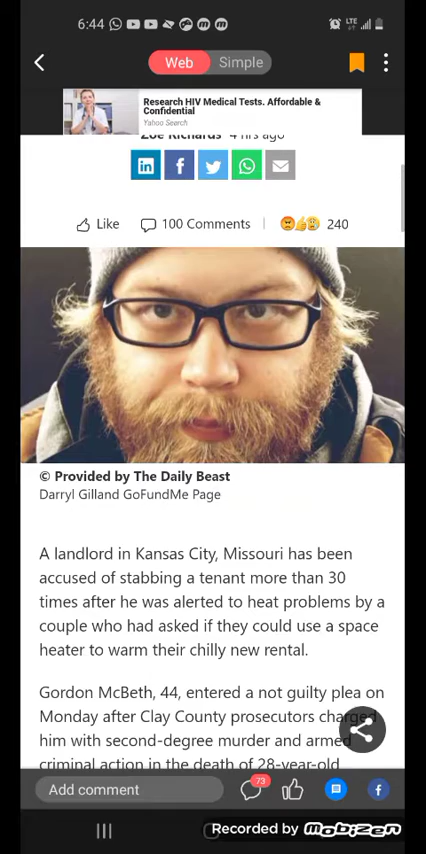 6:44
LTE
Web
Simple
Research HIV Medical Tests. Affordable &
Confidential
Yahoo Search
Zoe Richards 4 hrs ago
Like
100 Comments
240
© Provided by The Daily Beast
Darryl Gilland GoFundMe Page
A landlord in Kansas City, Missouri has been
accused of stabbing a tenant more than 30
times after he was alerted to heat problems by a
couple who had asked if they could use a space
heater to warm their chilly new rental.
Gordon McBeth, 44, entered a not guilty plea on
Monday after Clay County prosecutors charged
him with second-degree murder and armed
criminal action in the death of 28-year-old
Add comment
73
Recorded by Mobizen